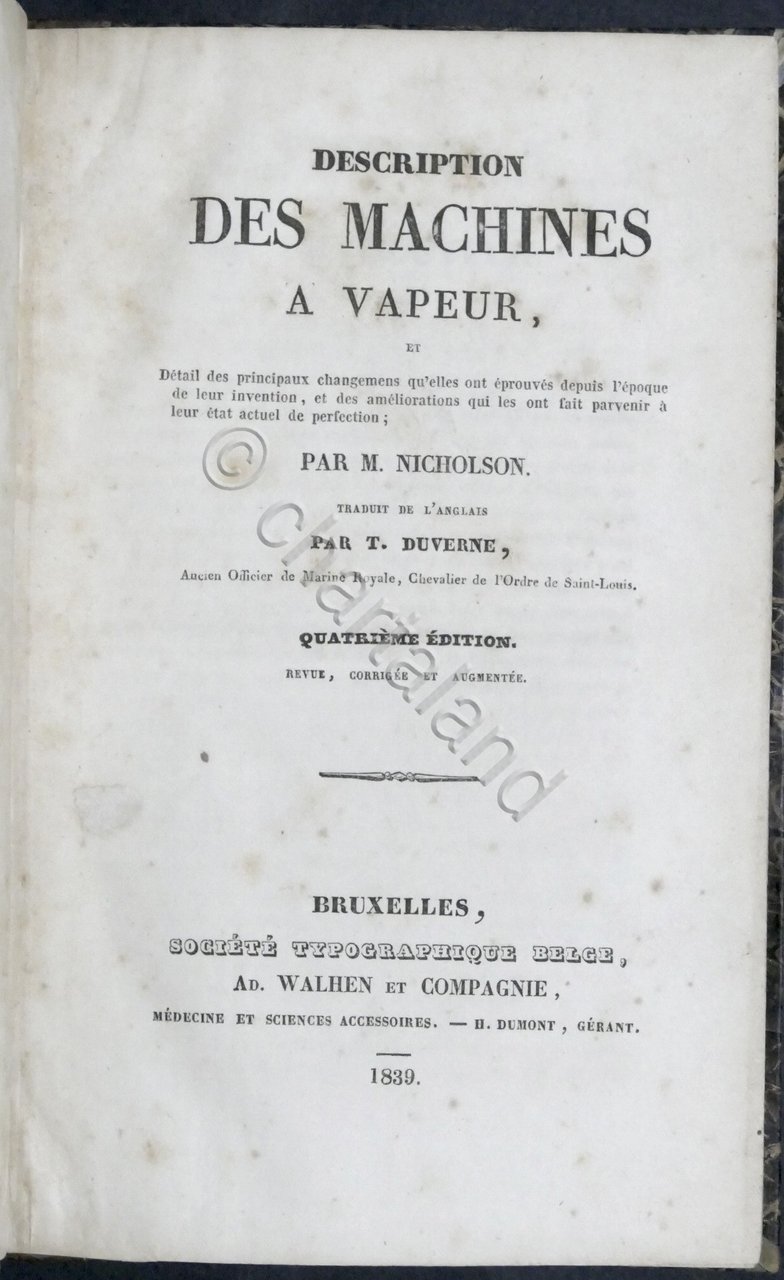 DESCRIPTION
DES MACHINES
A VAPEUR,
ET
Détail des principaux changemens qu'elles ont éprouvés depuis l'époque
de leur invention, et des améliorations qui les ont fait parvenir à
leur état actuel de perfection;
PAR M. NICHOLSON.
TRADUIT DE L'ANGLAIS
PAR T. DUVERNE,
Ancien Officier de Marine Royale, Chevalier de l'Ordre de Saint-Louis.
QUATRIÈME ÉDITION.
REVUE, CORRIGÉE ET AUGMENTÉE.
© chartaland
BRUXELLES,
SOCIÉTÉ TYPOGRAPHIQUE BELGE,
AD. WALHEN ET COMPAGNIE,
MÉDECINE ET SCIENCES ACCESSOIRES. — H. DUMONT, GÉRANT.
1839.